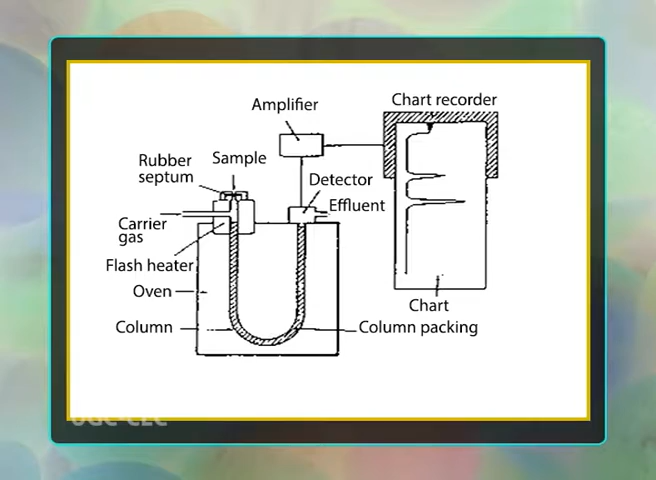 Amplifier
Chart recorder
Rubber
septum
Sample
Detector
Effluent
Carrier
gas
Flash heater
Oven
Chart
Column
Column packing